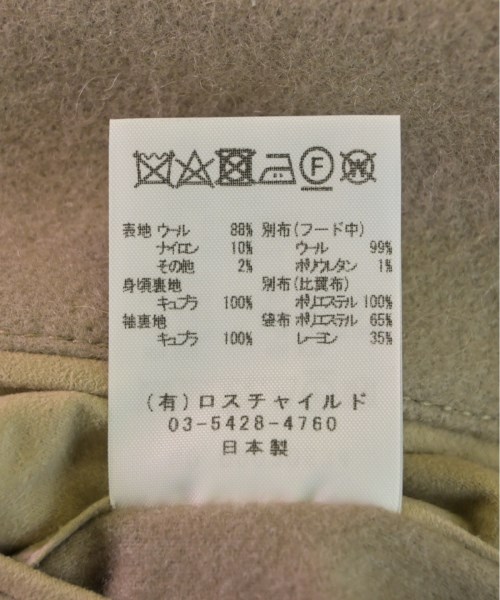 F
W
表地 ウール 88%
ナイロン 10%
その他 2%
身頃裏地
キュプラ 100%
袖裏地
キュプラ 100%
別布(フード中)
ウール 99%
ポリウレタン 1%
別布(比翼布)
ポリエステル 100%
袋布 ポリエステル 65%
レーヨン 35%
(有)ロスチャイルド
03-5428-4760
日本製